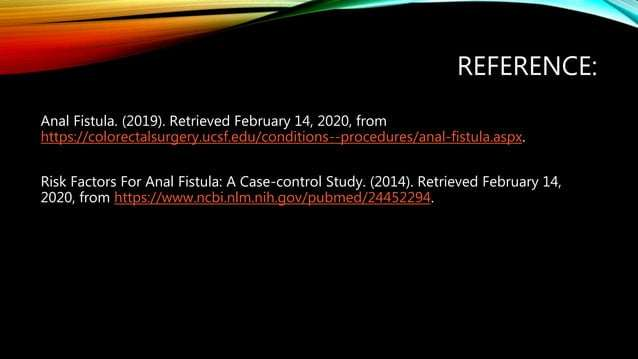 REFERENCE:
Anal Fistula. (2019). Retrieved February 14, 2020, from
https://colorectalsurgery.ucsf.edu/conditions--procedures/anal-fistula.aspx.
Risk Factors For Anal Fistula: A Case-control Study. (2014). Retrieved February 14,
2020, from https://www.ncbi.nlm.nih.gov/pubmed/24452294.